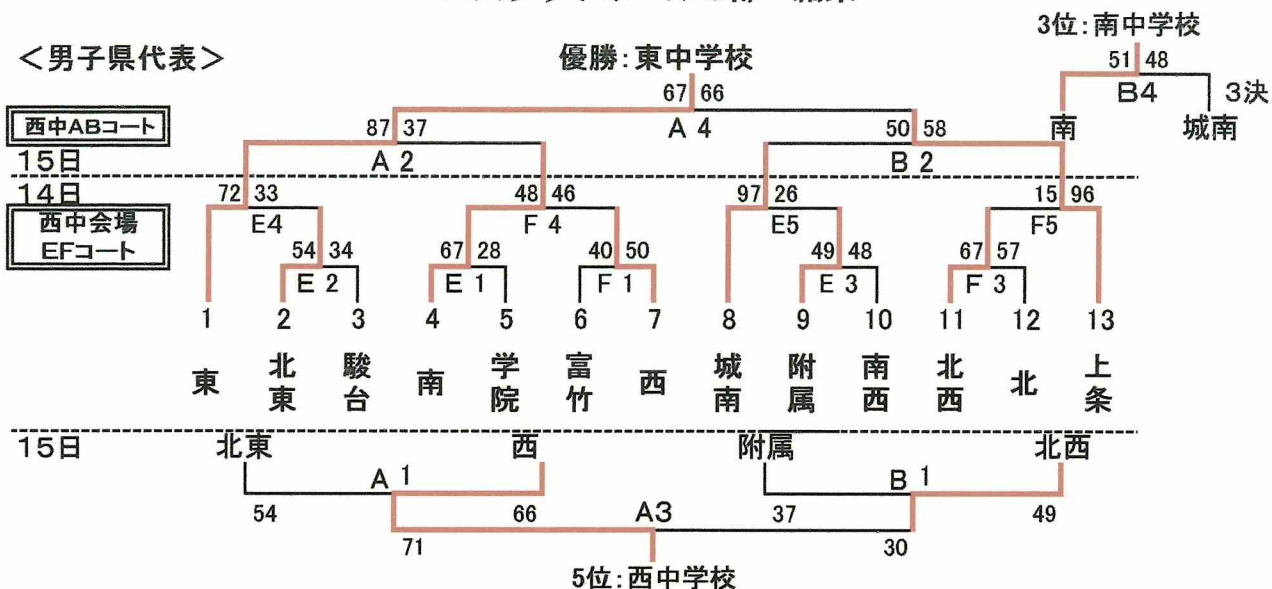 3位:南中学校
<男子県代表>
優勝:東中学校
51 48
67 66
B4
3決
西中ABコート
87 37
A 4
50 58
南
城南
15日
A 2
B 2
14日
72 33
48 46
97 26
15 96
西中会場
EFコート
E4
F 4
E5
F5
54 34
67 28
40 50
49 48
67 57
E 2
E 1
F 1
E 3
F 3
1 2 3 4 5 6 7 8 9 10 11 12 13
東 北東 駿台 南 学院 富竹 西 城南 附属 南西 北西 北 上条
15日
北東 西 附属 北西
A 1
B 1
54 66 A3 37 49
71 30
5位:西中学校